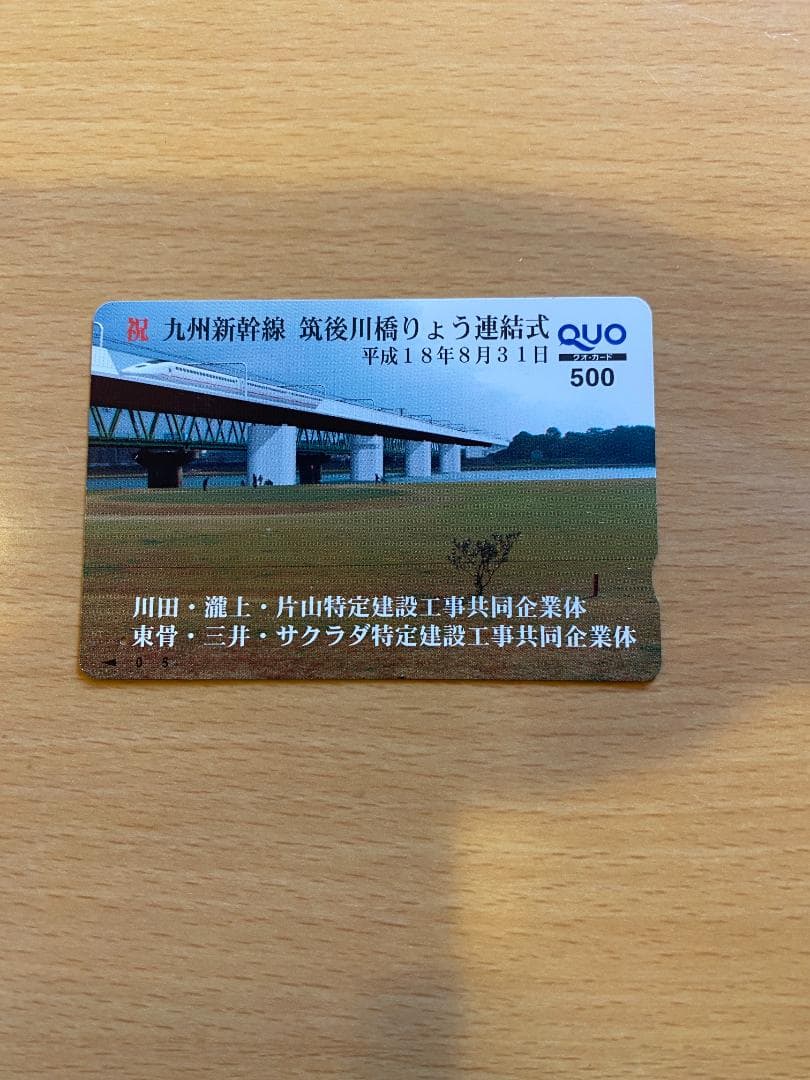 祝 九州新幹線 筑後川橋りょう連結式
平成18年8月31日
QUO
クオ・カード
500
川田・瀧上・片山特定建設工事共同企業体
東骨・三井・サクラダ特定建設工事共同企業体
◀ 0 5